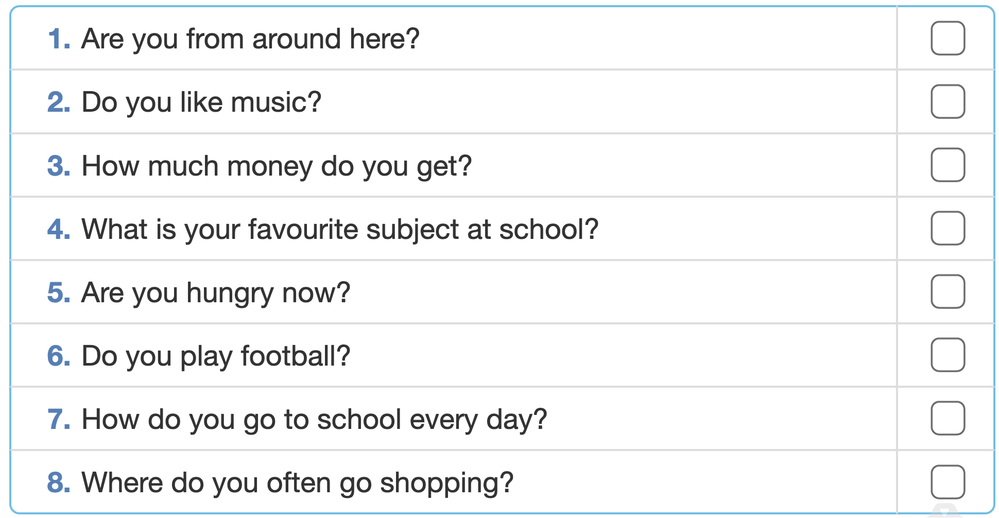 1. Are you from around here?
2. Do you like music?
3. How much money do you get?
4. What is your favourite subject at school?
5. Are you hungry now?
6. Do you play football?
7. How do you go to school every day?
8. Where do you often go shopping?